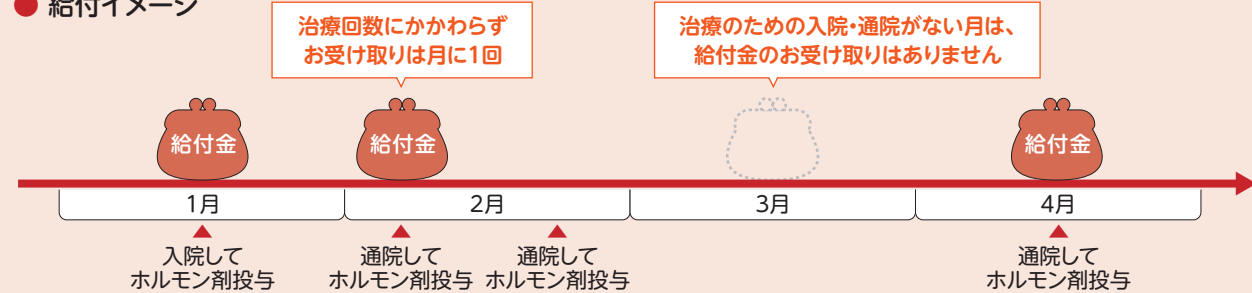 ● 給付イメージ
治療回数にかかわらず
お受け取りは月に1回
治療のための入院・通院がない月は、
給付金のお受け取りはありません
給付金
給付金
給付金
1月
2月
3月
4月
入院して
ホルモン剤投与
通院して
ホルモン剤投与
通院して
ホルモン剤投与
通院して
ホルモン剤投与